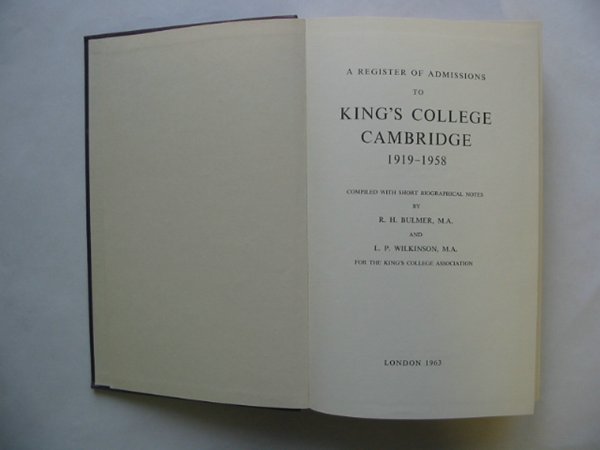 A REGISTER OF ADMISSIONS
TO
KING'S COLLEGE
CAMBRIDGE
1919-1958
COMPILED WITH SHORT BIOGRAPHICAL NOTES
BY
R. H. BULMER, M.A.
AND
L. P. WILKINSON, M.A.
FOR THE KING'S COLLEGE ASSOCIATION
LONDON 1963